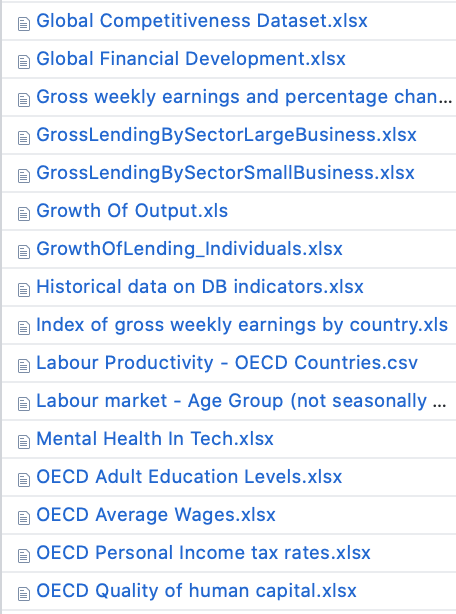 Global Competitiveness Dataset.xlsx
Global Financial Development.xlsx
Gross weekly earnings and percentage chan...
GrossLendingBySectorLargeBusiness.xlsx
GrossLendingBySectorSmallBusiness.xlsx
Growth Of Output.xls
GrowthOfLending_Individuals.xlsx
Historical data on DB indicators.xlsx
Index of gross weekly earnings by country.xls
Labour Productivity - OECD Countries.csv
Labour market - Age Group (not seasonally ...
Mental Health In Tech.xlsx
OECD Adult Education Levels.xlsx
OECD Average Wages.xlsx
OECD Personal Income tax rates.xlsx
OECD Quality of human capital.xlsx